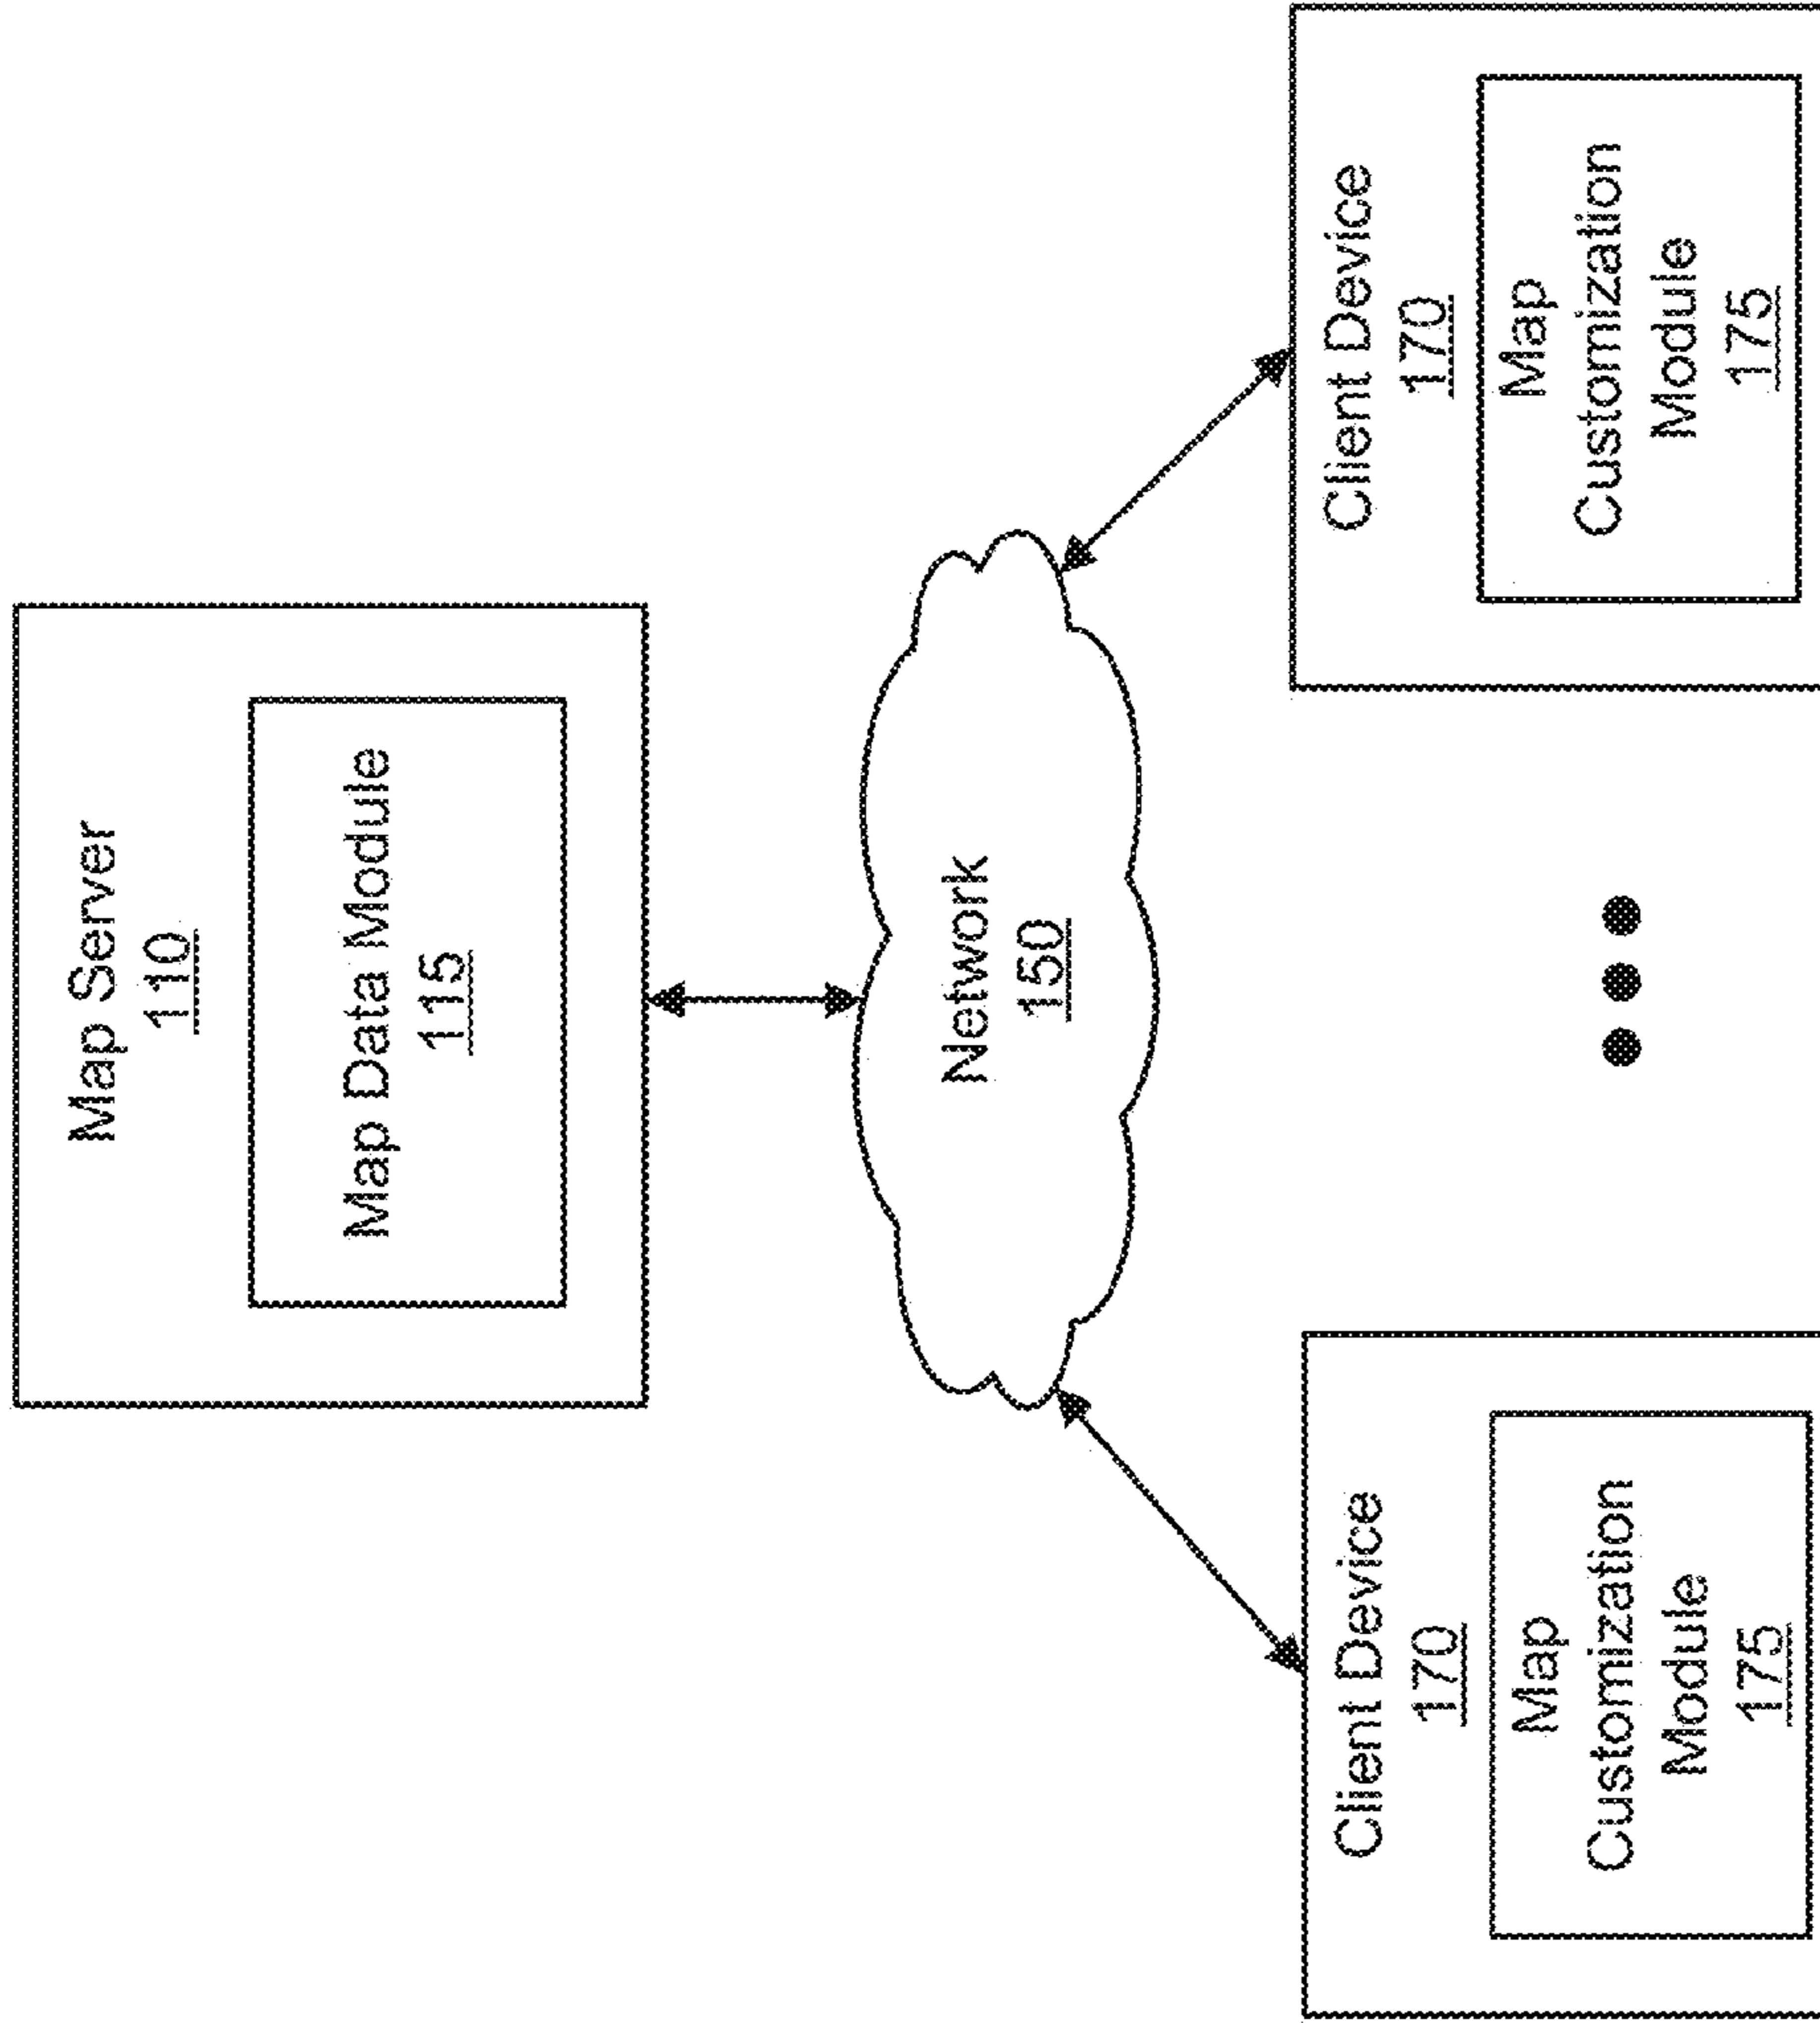 Map Server
110
Map Data Module
115
Network
150
Client Device
170
Map
Customization
Module
175
Client Device
170
Map
Customization
Module
175